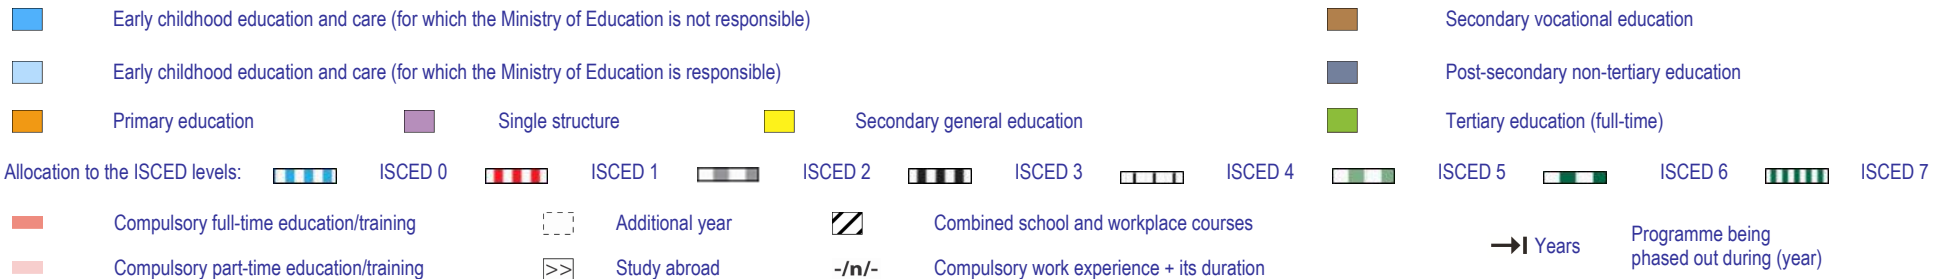 Early childhood education and care (for which the Ministry of Education is not responsible) Secondary vocational education
Early childhood education and care (for which the Ministry of Education is responsible) Post-secondary non-tertiary education
Primary education Single structure Secondary general education Tertiary education (full-time)
Allocation to the ISCED levels: ISCED 0 ISCED 1 ISCED 2 ISCED 3 ISCED 4 ISCED 5 ISCED 6 ISCED 7
Compulsory full-time education/training Additional year Combined school and workplace courses
Compulsory part-time education/training >> Study abroad -/n/- Compulsory work experience + its duration
Years Programme being
phased out during (year)